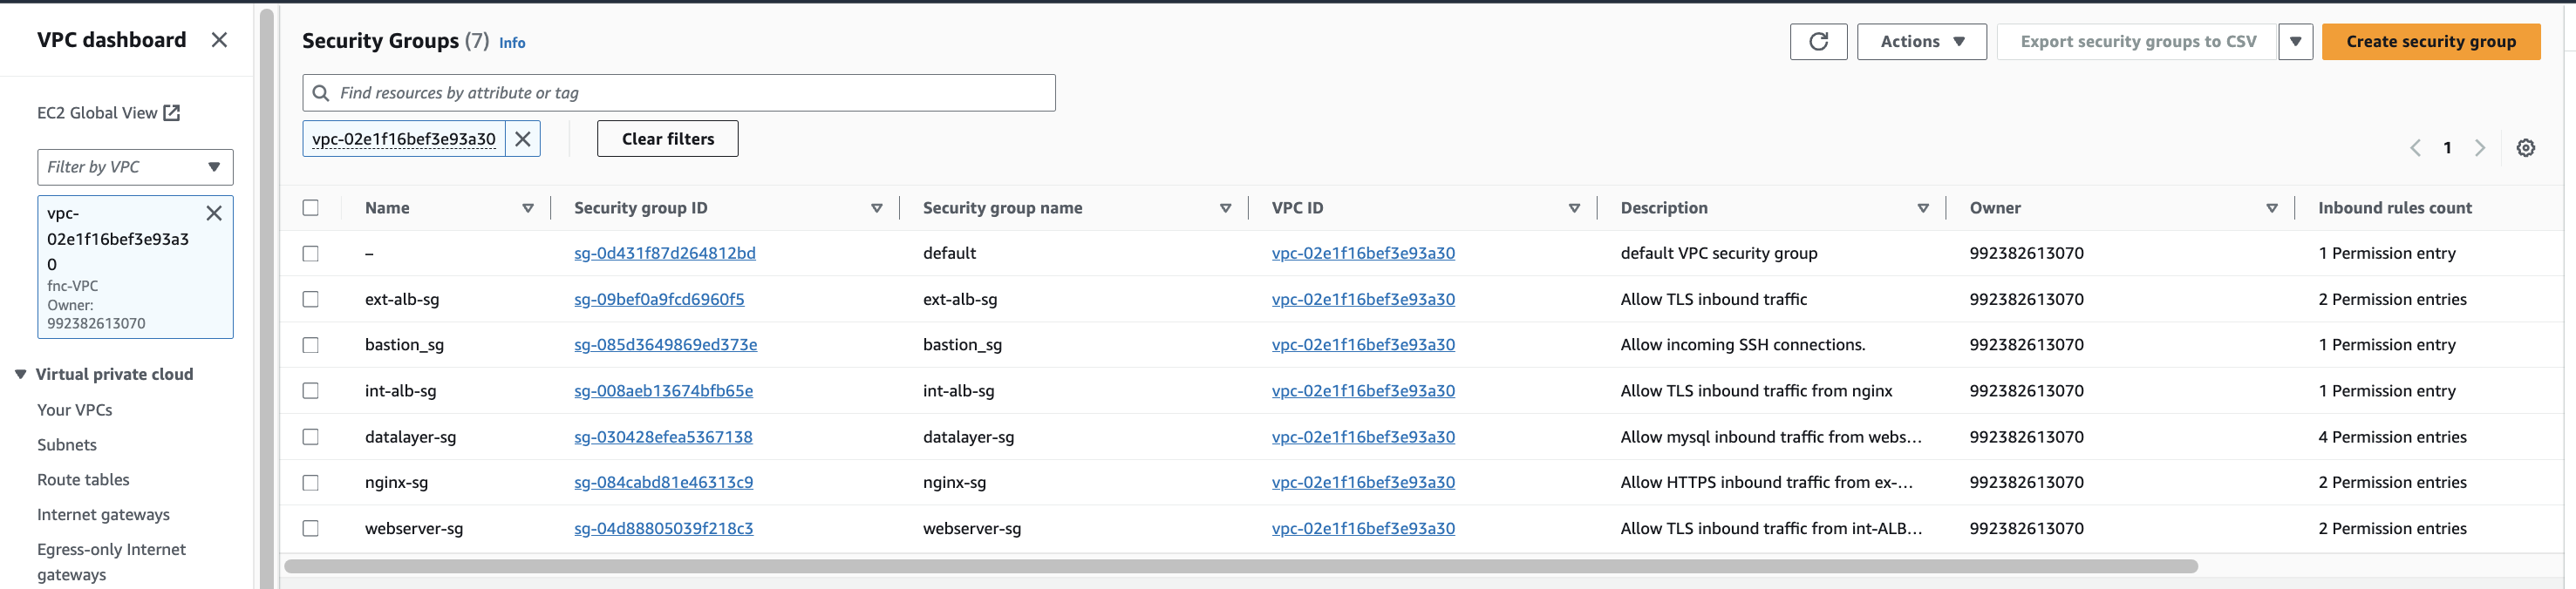 VPC dashboard
EC2 Global View
Filter by VPC
vpc-
02e1f16bef3e93a3
0
fnc-VPC
Owner:
992382613070
Virtual private cloud
Your VPCs
Subnets
Route tables
Internet gateways
Egress-only Internet
gateways
Security Groups (7) Info
Actions
Export security groups to CSV
Create security group
Find resources by attribute or tag
vpc-02e1f16bef3e93a30
Clear filters
1
Name Security group ID Security group name VPC ID Description Owner Inbound rules count
– sg-0d431f87d264812bd default vpc-02e1f16bef3e93a30 default VPC security group 992382613070 1 Permission entry
ext-alb-sg sg-09bef0a9fcd6960f5 ext-alb-sg vpc-02e1f16bef3e93a30 Allow TLS inbound traffic 992382613070 2 Permission entries
bastion_sg sg-085d3649869ed373e bastion_sg vpc-02e1f16bef3e93a30 Allow incoming SSH connections. 992382613070 1 Permission entry
int-alb-sg sg-008aeb13674bfb65e int-alb-sg vpc-02e1f16bef3e93a30 Allow TLS inbound traffic from nginx 992382613070 1 Permission entry
datalayer-sg sg-030428efea5367138 datalayer-sg vpc-02e1f16bef3e93a30 Allow mysql inbound traffic from webs... 992382613070 4 Permission entries
nginx-sg sg-084cabd81e46313c9 nginx-sg vpc-02e1f16bef3e93a30 Allow HTTPS inbound traffic from ex-... 992382613070 2 Permission entries
webserver-sg sg-04d88805039f218c3 webserver-sg vpc-02e1f16bef3e93a30 Allow TLS inbound traffic from int-ALB... 992382613070 2 Permission entries